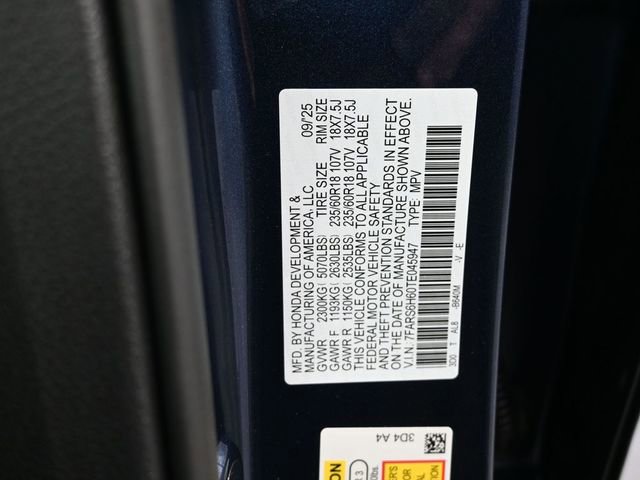 MFD. BY HONDA DEVELOPMENT &
MANUFACTURING OF AMERICA, LLC 09/25
GVWR 2300KG( 5070LBS) TIRE SIZE RIM SIZE
GAWR F 1193KG( 2630LBS) 235/60R18 107V 18X7.5J
GAWR R 1150KG( 2535LBS) 235/60R18 107V 18X7.5J
THIS VEHICLE CONFORMS TO ALL APPLICABLE
FEDERAL MOTOR VEHICLE SAFETY
AND THEFT PREVENTION STANDARDS IN EFFECT
ON THE DATE OF MANUFACTURE SHOWN ABOVE.
V.I.N.: 7FARS6H60TE045947 TYPE: MPV
3D0 T AL8 -B640M -V -E
3D4 A4